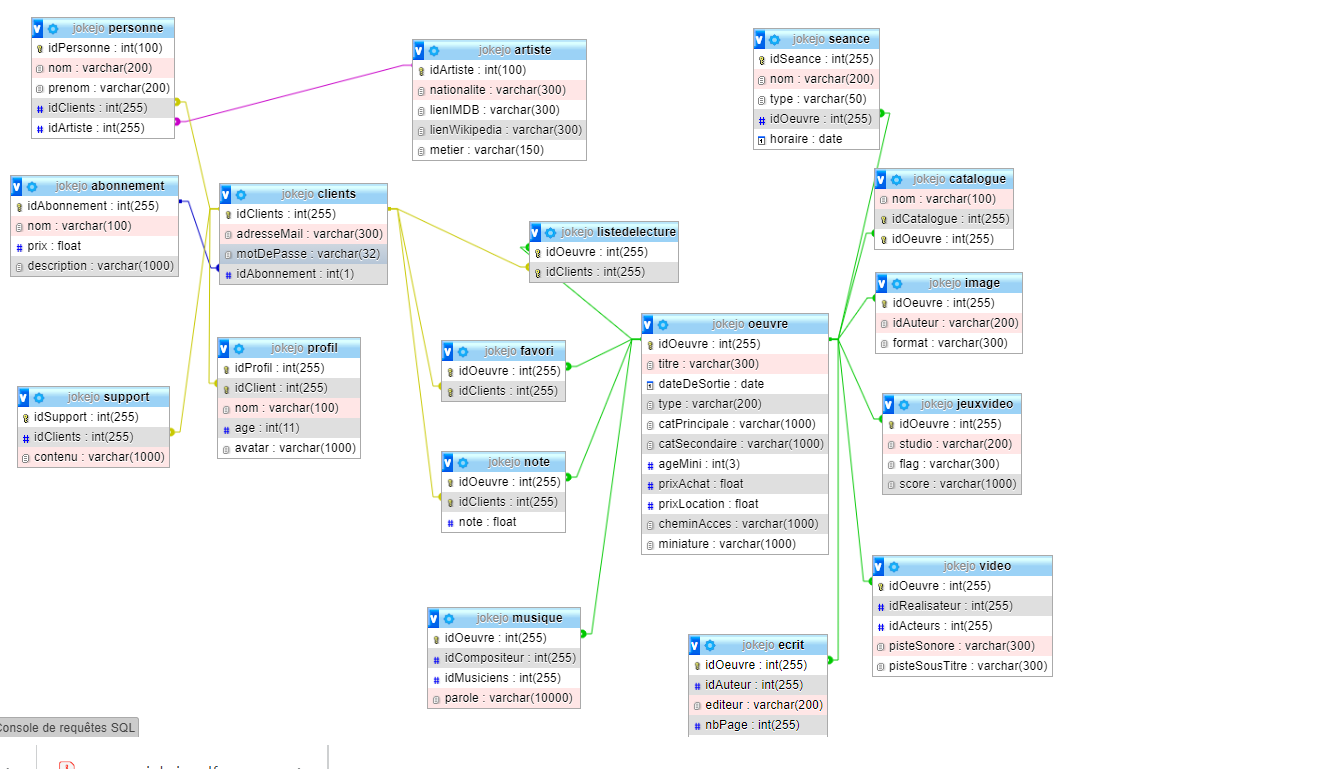 jokejo personne
idPersonne : int(100)
nom : varchar(200)
prenom : varchar(200)
idClients : int(255)
idArtiste : int(255)
jokejo artiste
idArtiste : int(100)
nationalite : varchar(300)
lienIMDB : varchar(300)
lienWikipedia : varchar(300)
metier : varchar(150)
jokejo seance
idSeance : int(255)
nom : varchar(200)
type : varchar(50)
idOeuvre : int(255)
horaire : date
jokejo abonnement
idAbonnement : int(255)
nom : varchar(100)
prix : float
description : varchar(1000)
jokejo clients
idClients : int(255)
adresseMail : varchar(300)
motDePasse : varchar(32)
idAbonnement : int(1)
jokejo listedelecture
idOeuvre : int(255)
idClients : int(255)
jokejo catalogue
nom : varchar(100)
idCatalogue : int(255)
idOeuvre : int(255)
jokejo image
idOeuvre : int(255)
idAuteur : varchar(200)
format : varchar(300)
jokejo oeuvre
idOeuvre : int(255)
titre : varchar(300)
dateDeSortie : date
type : varchar(200)
catPrincipale : varchar(1000)
catSecondaire : varchar(1000)
ageMini : int(3)
prixAchat : float
prixLocation : float
cheminAcces : varchar(1000)
miniature : varchar(1000)
jokejo profil
idProfil : int(255)
idClient : int(255)
nom : varchar(100)
age : int(11)
avatar : varchar(1000)
jokejo favori
idOeuvre : int(255)
idClients : int(255)
jokejo support
idSupport : int(255)
idClients : int(255)
contenu : varchar(1000)
jokejo jeuxvideo
idOeuvre : int(255)
studio : varchar(200)
flag : varchar(300)
score : varchar(1000)
jokejo note
idOeuvre : int(255)
idClients : int(255)
note : float
jokejo video
idOeuvre : int(255)
idRealisateur : int(255)
idActeurs : int(255)
pisteSonore : varchar(300)
pisteSousTitre : varchar(300)
jokejo musique
idOeuvre : int(255)
idCompositeur : int(255)
idMusiciens : int(255)
parole : varchar(10000)
jokejo ecrit
idOeuvre : int(255)
idAuteur : int(255)
editeur : varchar(200)
nbPage : int(255)
Console de requêtes SQL